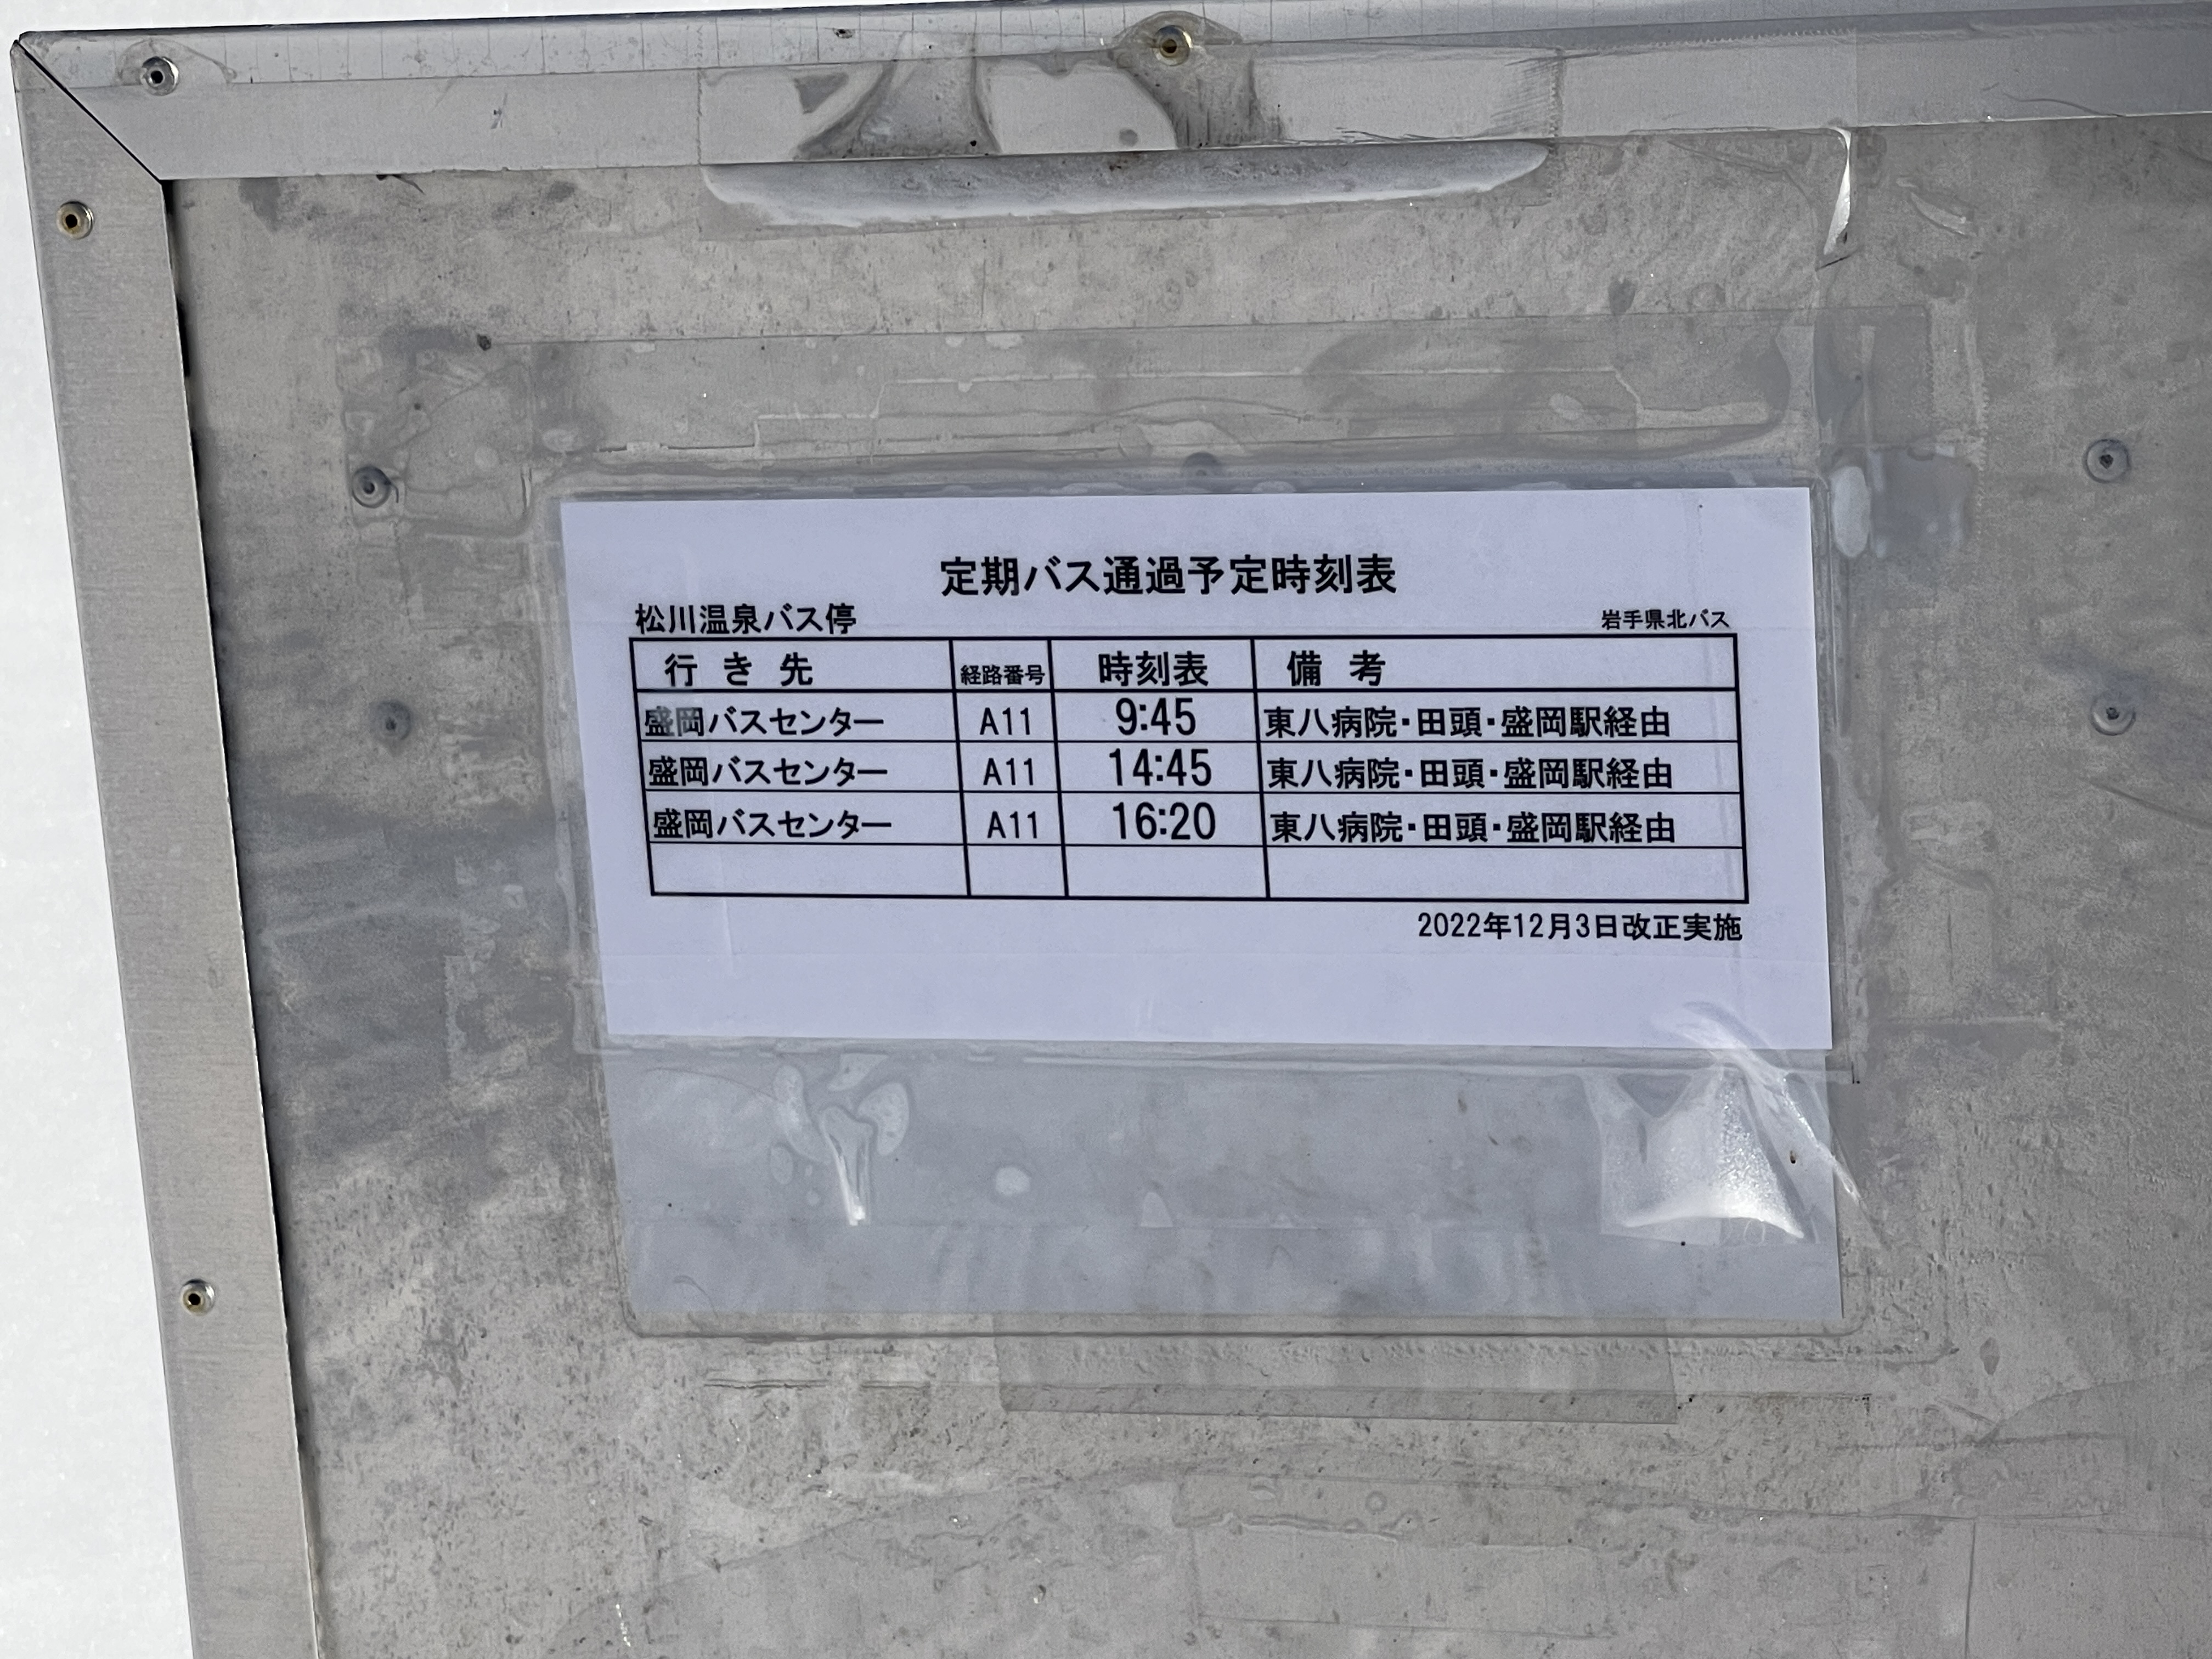 定期バス通過予定時刻表
松川温泉バス停 岩手県北バス
行き先 経路番号 時刻表 備考
盛岡バスセンター A11 9:45 東八病院・田頭・盛岡駅経由
盛岡バスセンター A11 14:45 東八病院・田頭・盛岡駅経由
盛岡バスセンター A11 16:20 東八病院・田頭・盛岡駅経由
2022年12月3日改正実施